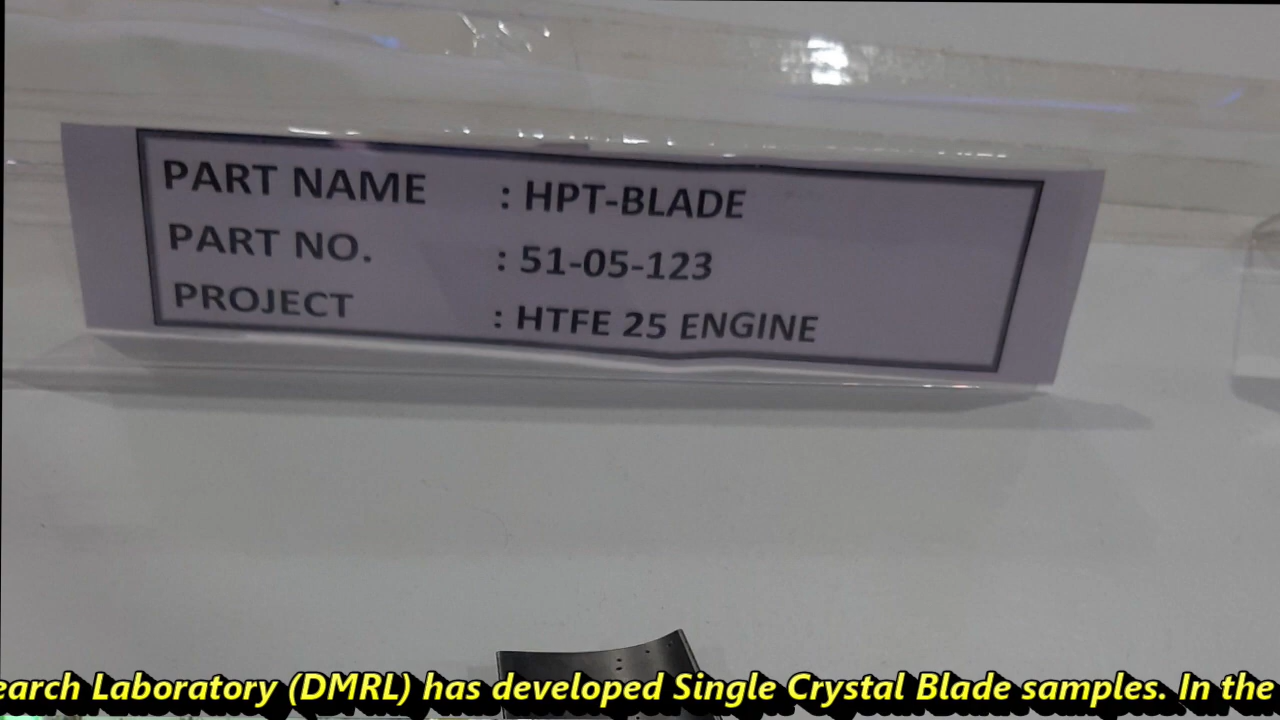 PART NAME : HPT-BLADE
PART NO. : 51-05-123
PROJECT : HTFE 25 ENGINE
earch Laboratory (DMRL) has developed Single Crystal Blade samples. In the